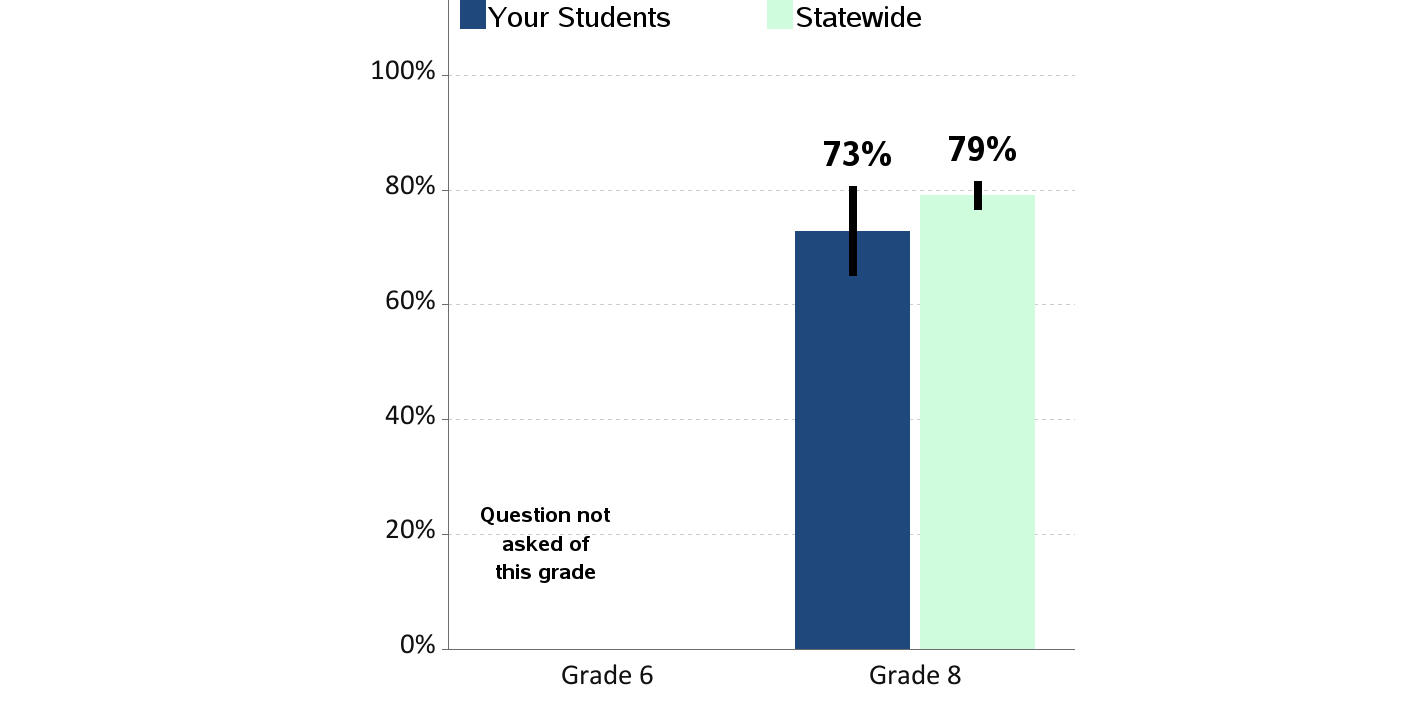 Your Students Statewide
100%
73% 79%
80%
60%
40%
20%
Question not
asked of
this grade
0%
Grade 6 Grade 8